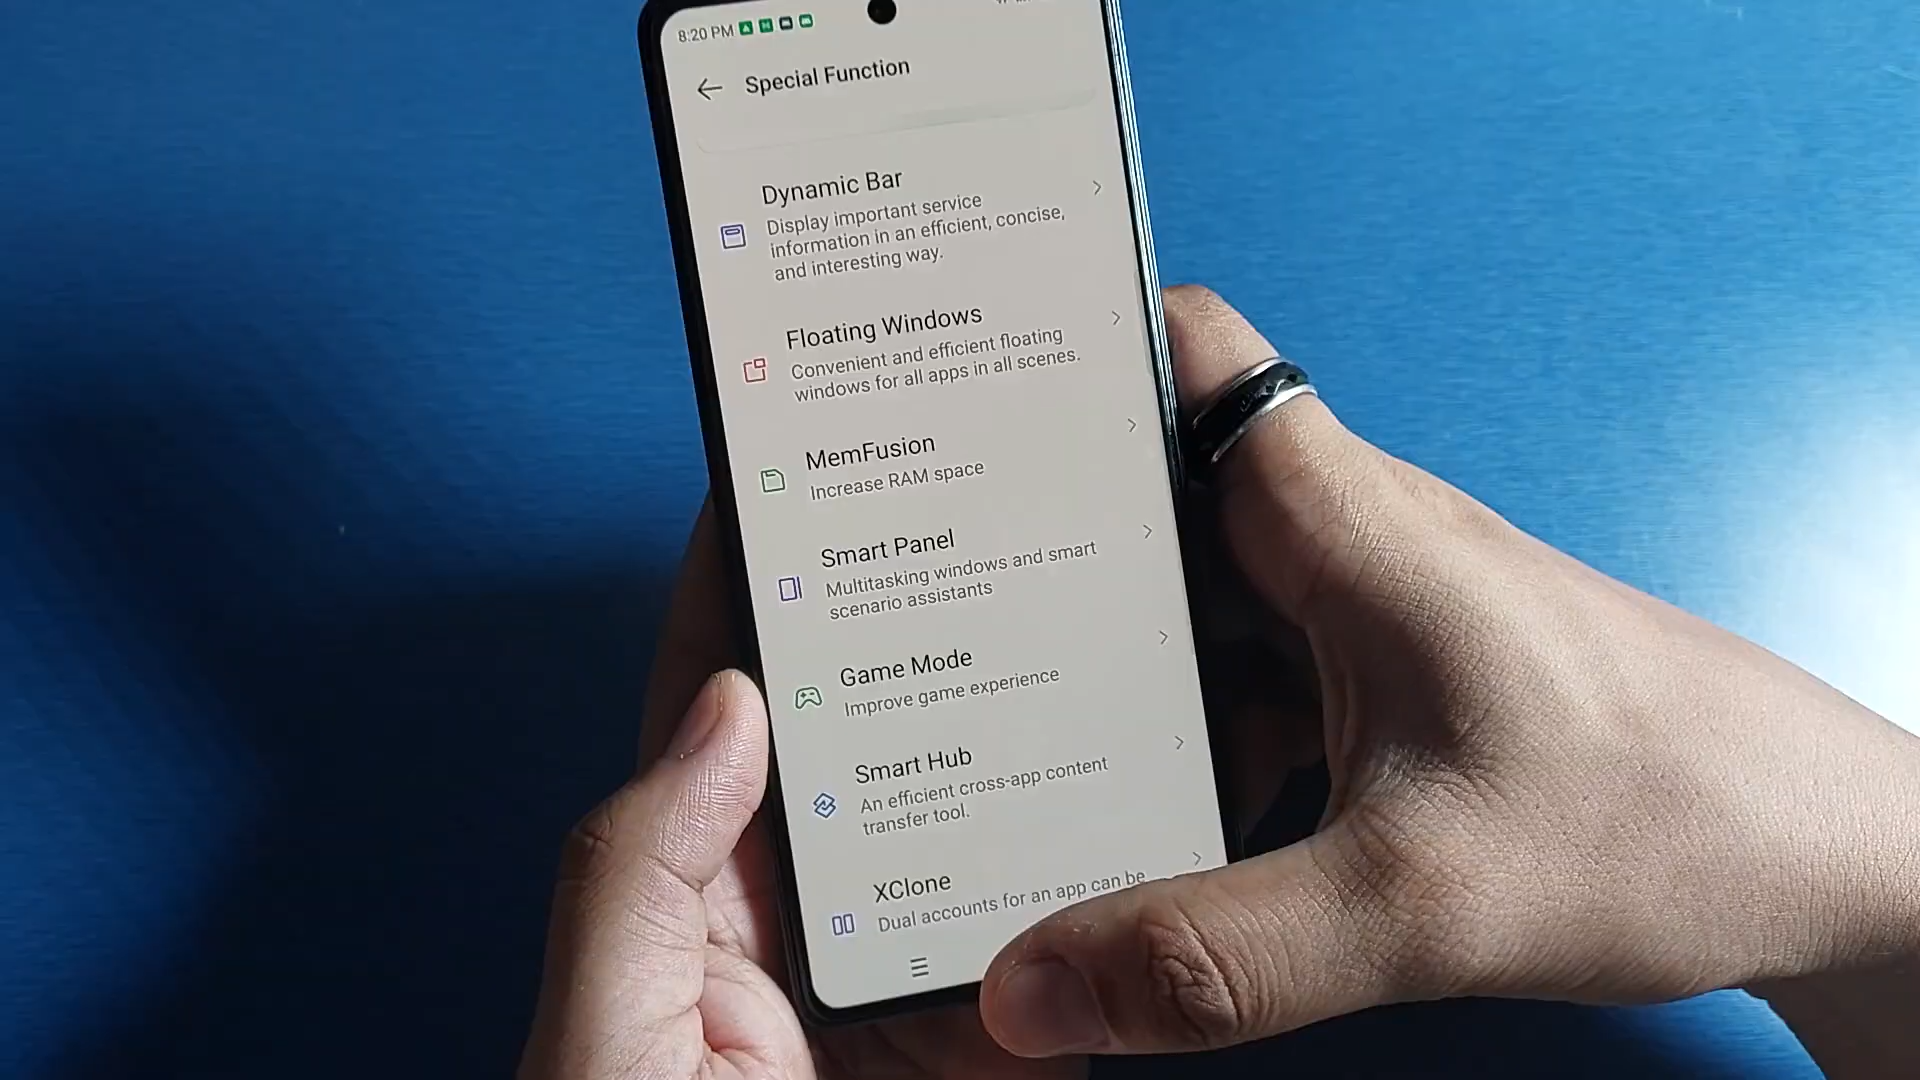 8:20 PM
Special Function
Dynamic Bar
Display important service
information in an efficient, concise,
and interesting way.
Floating Windows
Convenient and efficient floating
windows for all apps in all scenes.
MemFusion
Increase RAM space
Smart Panel
Multitasking windows and smart
scenario assistants
Game Mode
Improve game experience
Smart Hub
An efficient cross-app content
transfer tool.
XClone
Dual accounts for an app can be